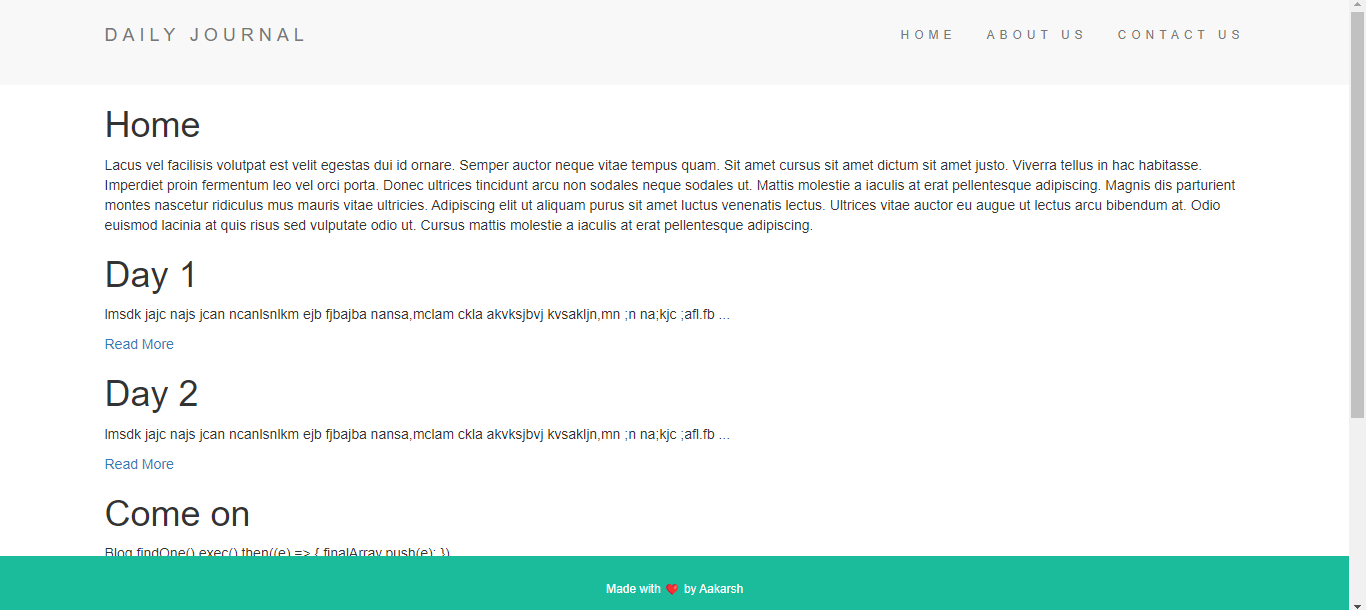 DAILY JOURNAL
HOME ABOUT US CONTACT US
Home
Lacus vel facilisis volutpat est velit egestas dui id ornare. Semper auctor neque vitae tempus quam. Sit amet cursus sit amet dictum sit amet justo. Viverra tellus in hac habitasse.
Imperdiet proin fermentum leo vel orci porta. Donec ultrices tincidunt arcu non sodales neque sodales ut. Mattis molestie a iaculis at erat pellentesque adipiscing. Magnis dis parturient
montes nascetur ridiculus mus mauris vitae ultricies. Adipiscing elit ut aliquam purus sit amet luctus venenatis lectus. Ultrices vitae auctor eu augue ut lectus arcu bibendum at. Odio
euismod lacinia at quis risus sed vulputate odio ut. Cursus mattis molestie a iaculis at erat pellentesque adipiscing.
Day 1
lmsdk jajc najs jcan ncanlsnlkm ejb fjbajba nansa,mclam ckla akvksjbvj kvsakljn,mn ;n na;kjc ;afl.fb ...
Read More
Day 2
lmsdk jajc najs jcan ncanlsnlkm ejb fjbajba nansa,mclam ckla akvksjbvj kvsakljn,mn ;n na;kjc ;afl.fb ...
Read More
Come on
Blog.findOne().exec().then((e) => { finalArray.push(e); })
Made with ❤️ by Aakarsh